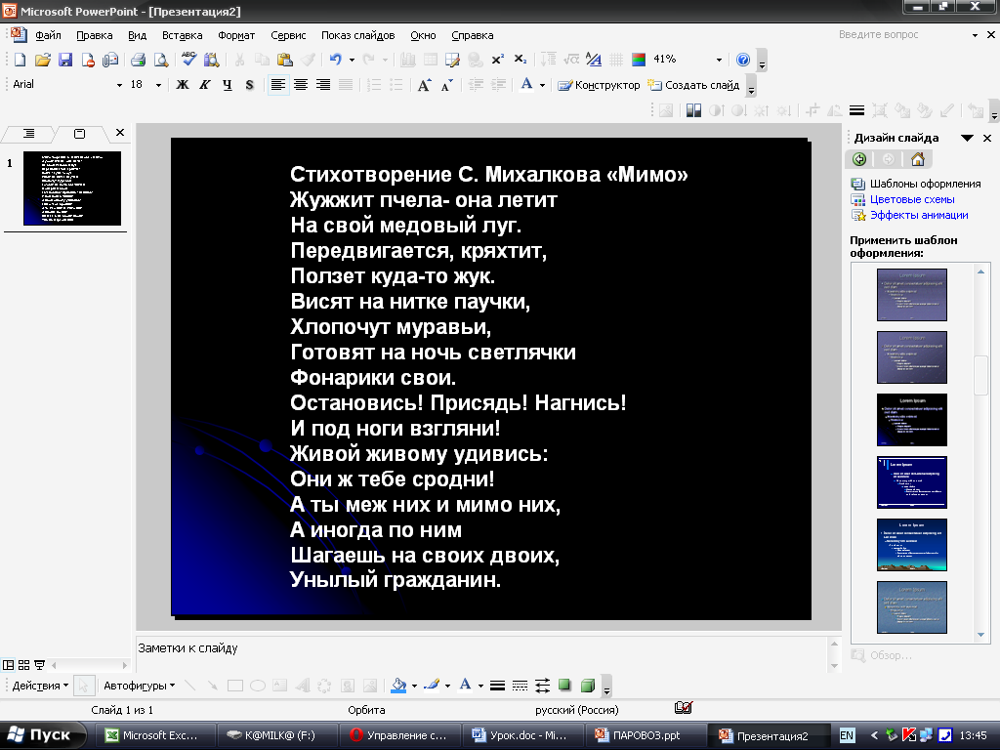 Microsoft PowerPoint - [Презентация2]
Файл Правка Вид Вставка Формат Сервис Показ слайдов Окно Справка
Введите вопрос
41%
Arial 18 Ж К Ч S Конструктор Создать слайд
Дизайн слайда
Шаблоны оформления
Цветовые схемы
Эффекты анимации
Применить шаблон
оформления:
Обзор...
1
Стихотворение С. Михалкова «Мимо»
Жужжит пчела- она летит
На свой медовый луг.
Передвигается, кряхтит,
Ползет куда-то жук.
Висят на нитке паучки,
Хлопочут муравьи,
Готовят на ночь светлячки
Фонарики свои.
Остановись! Присядь! Нагнись!
И под ноги взгляни!
Живой живому удивись:
Они ж тебе сродни!
А ты меж них и мимо них,
А иногда по ним
Шагаешь на своих двоих,
Унылый гражданин.
Заметки к слайду
Действия Автофигуры
Слайд 1 из 1 Орбита русский (Россия)
Пуск Microsoft Exc... K@MILK@ (F:) Управление с... Урок.doc - Mi... ПАРОВОЗ.ppt Презентация2 EN 13:45